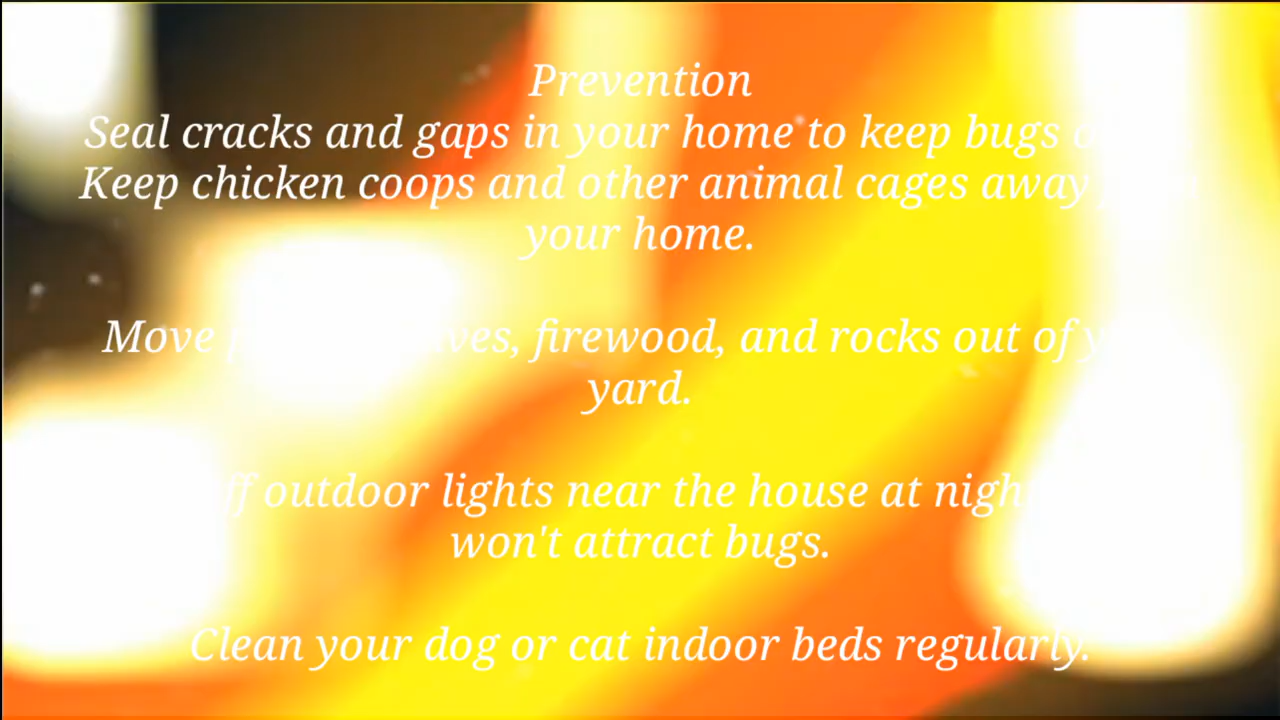 Prevention
Seal cracks and gaps in your home to keep bugs
Keep chicken coops and other animal cages away
your home.
Move firewood, and rocks out of
yard.
outdoor lights near the house at
won't attract bugs.
Clean your dog or cat indoor beds regularly.